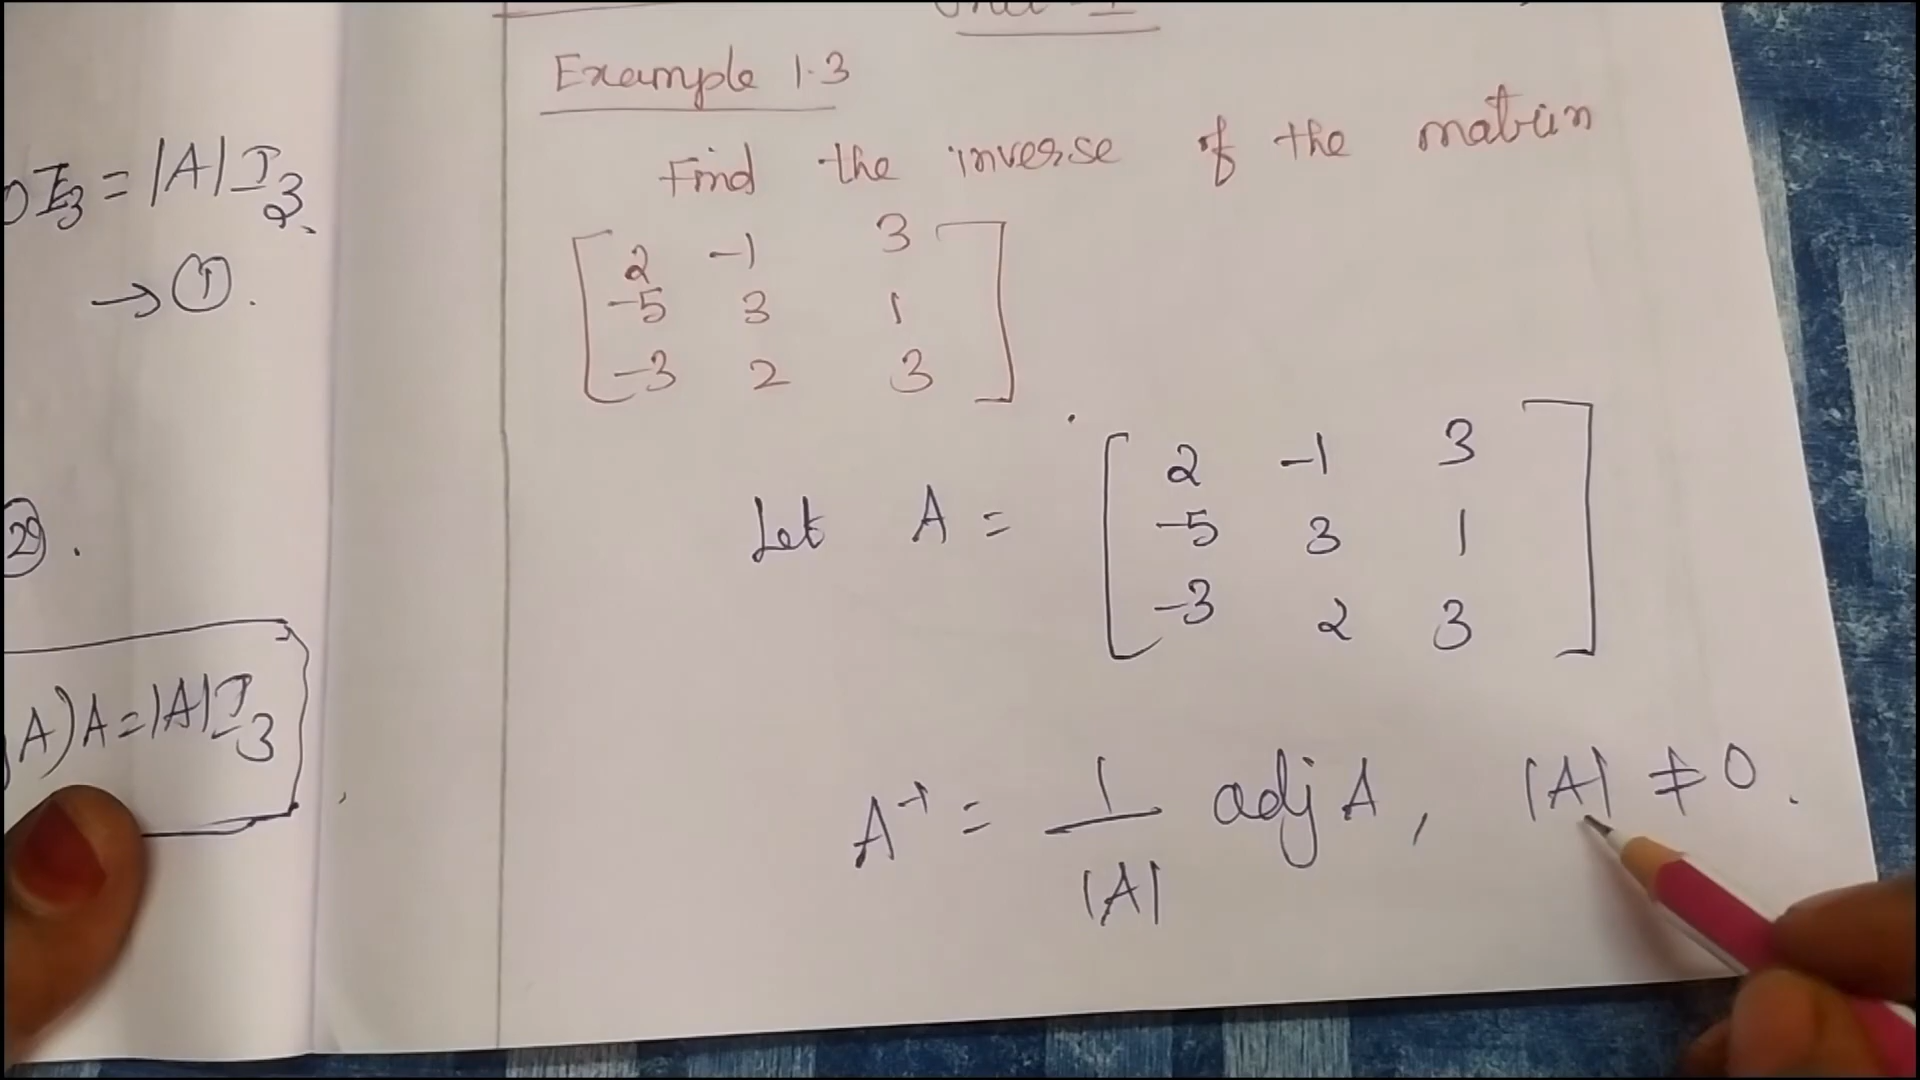 I₃ = |A| I₃
→ ①.
②.
A) A = |A| I₃
Example 1.3
Find the inverse of the matrix
2 -1 3
-5 3 1
-3 2 3
Let A = [2 -1 3
-5 3 1
-3 2 3]
A⁻¹ = 1/|A| adj A, |A| ≠ 0.